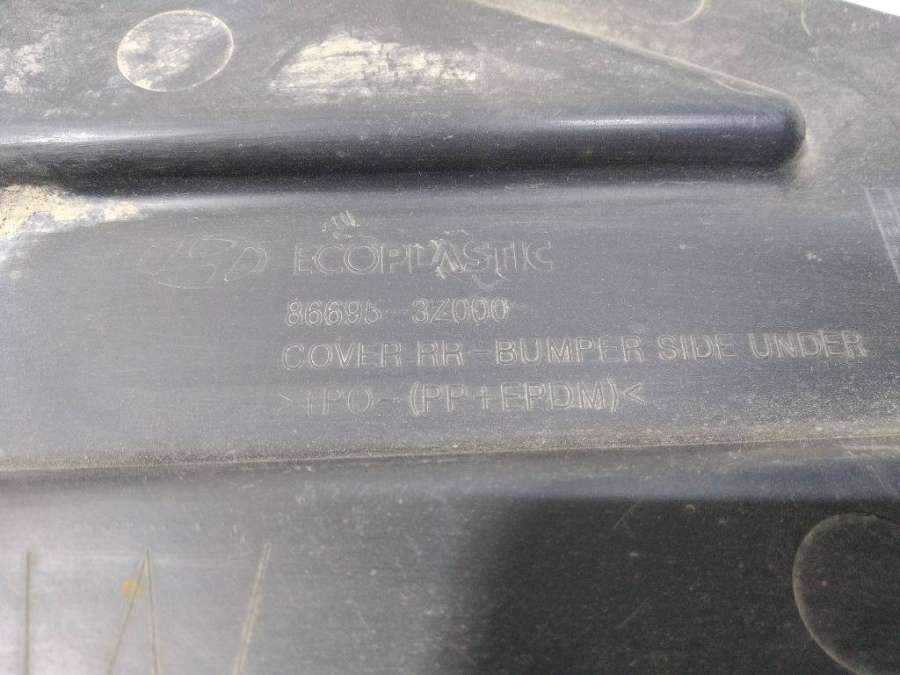 ECOPLASTIC
86695-3Z000
COVER RR-BUMPER SIDE UNDER
>TPO-(PP+EPDM)<